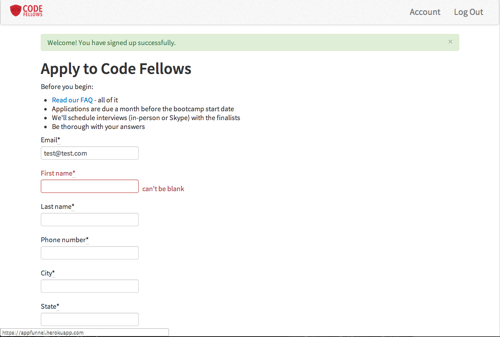 CODE
FELLOWS
Account
Log Out
Welcome! You have signed up successfully.
×
Apply to Code Fellows
Before you begin:
Read our FAQ - all of it
Applications are due a month before the bootcamp start date
We'll schedule interviews (in-person or Skype) with the finalists
Be thorough with your answers
Email*
test@test.com
First name*
can't be blank
Last name*
Phone number*
City*
State*
https://appfunnel.herokuapp.com